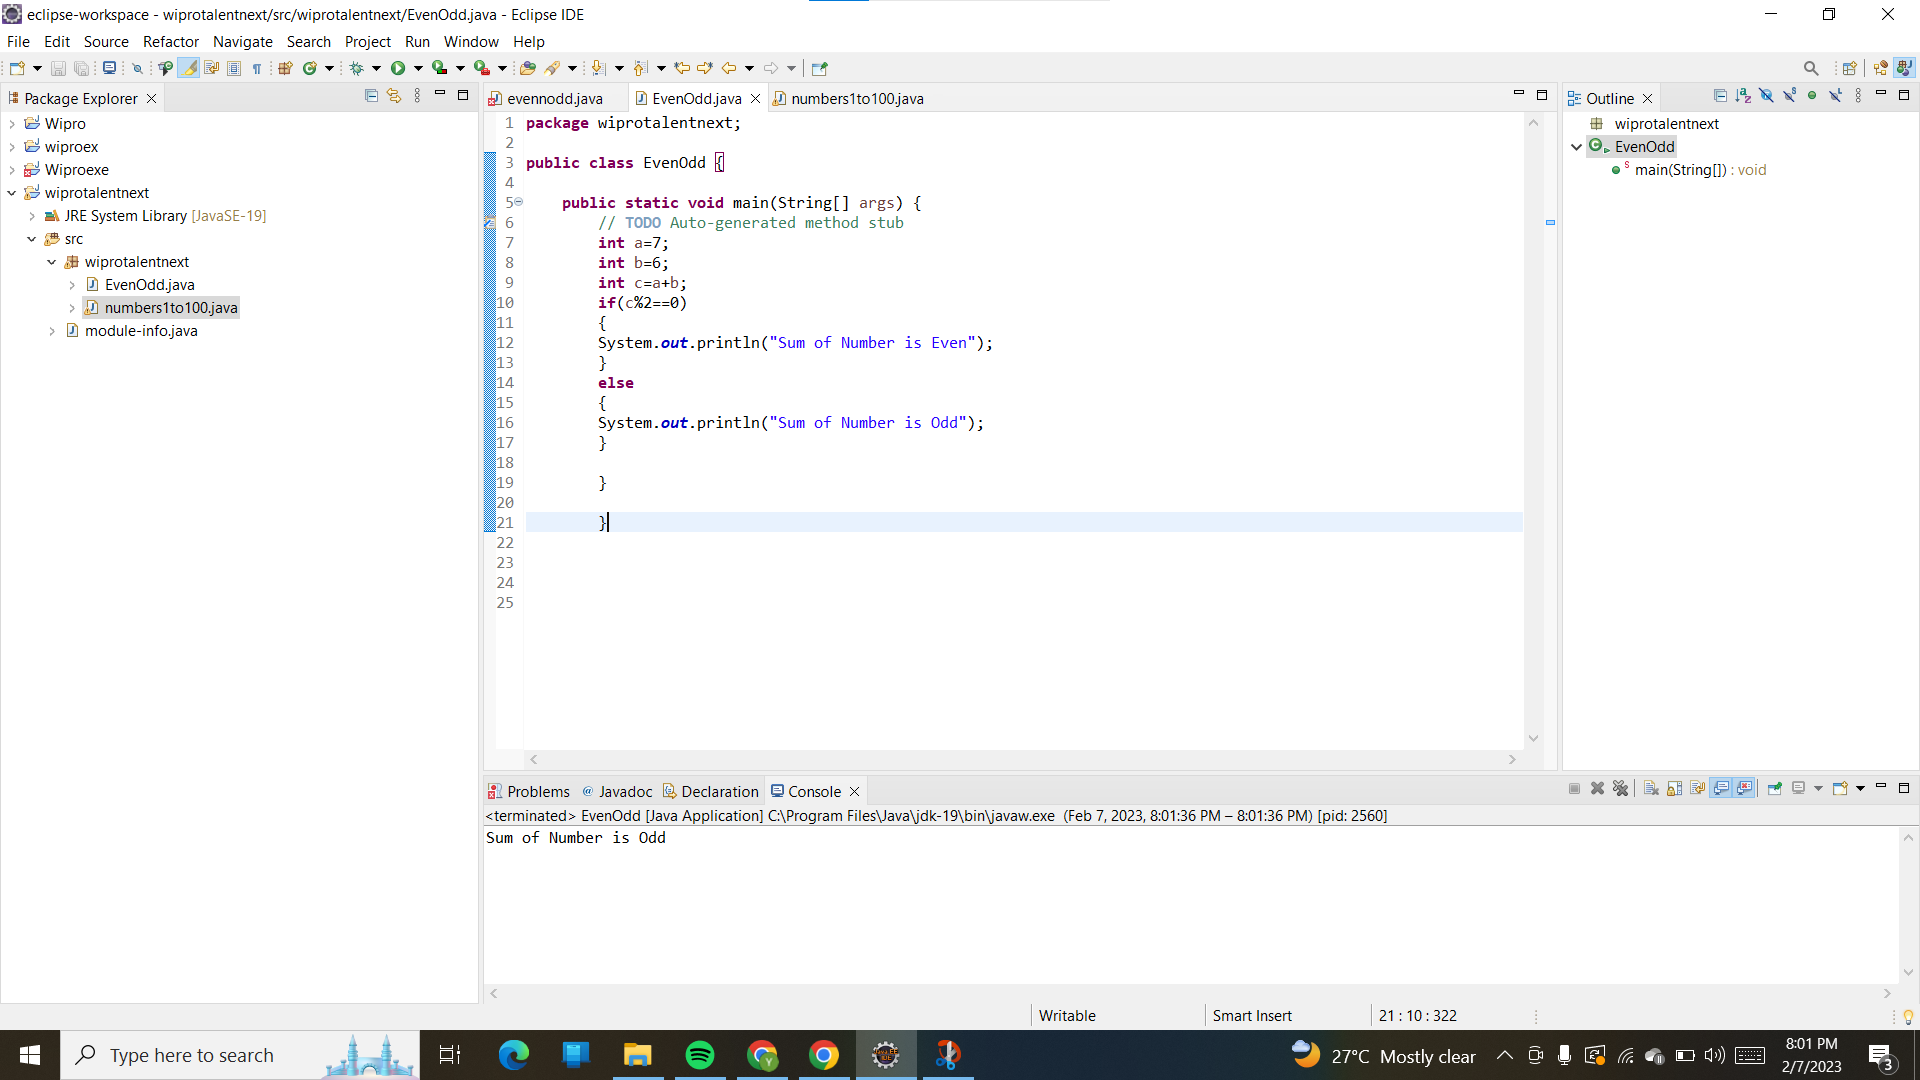 eclipse-workspace - wiprotalentnext/src/wiprotalentnext/EvenOdd.java - Eclipse IDE
File Edit Source Refactor Navigate Search Project Run Window Help
Package Explorer
Wipro
wiproex
Wiproexe
wiprotalentnext
JRE System Library [JavaSE-19]
src
wiprotalentnext
EvenOdd.java
numbers1to100.java
module-info.java
evennodd.java EvenOdd.java numbers1to100.java
1 package wiprotalentnext;
2
3 public class EvenOdd {
4
5 public static void main(String[] args) {
6 // TODO Auto-generated method stub
7 int a=7;
8 int b=6;
9 int c=a+b;
10 if(c%2==0)
11 {
12 System.out.println("Sum of Number is Even");
13 }
14 else
15 {
16 System.out.println("Sum of Number is Odd");
17 }
18
19 }
20
21 }
22
23
24
25
Outline
wiprotalentnext
EvenOdd
main(String[]) : void
Problems Javadoc Declaration Console
<terminated> EvenOdd [Java Application] C:\Program Files\Java\jdk-19\bin\javaw.exe (Feb 7, 2023, 8:01:36 PM – 8:01:36 PM) [pid: 2560]
Sum of Number is Odd
Writable Smart Insert 21 : 10 : 322
Type here to search
27°C Mostly clear
8:01 PM
2/7/2023
3